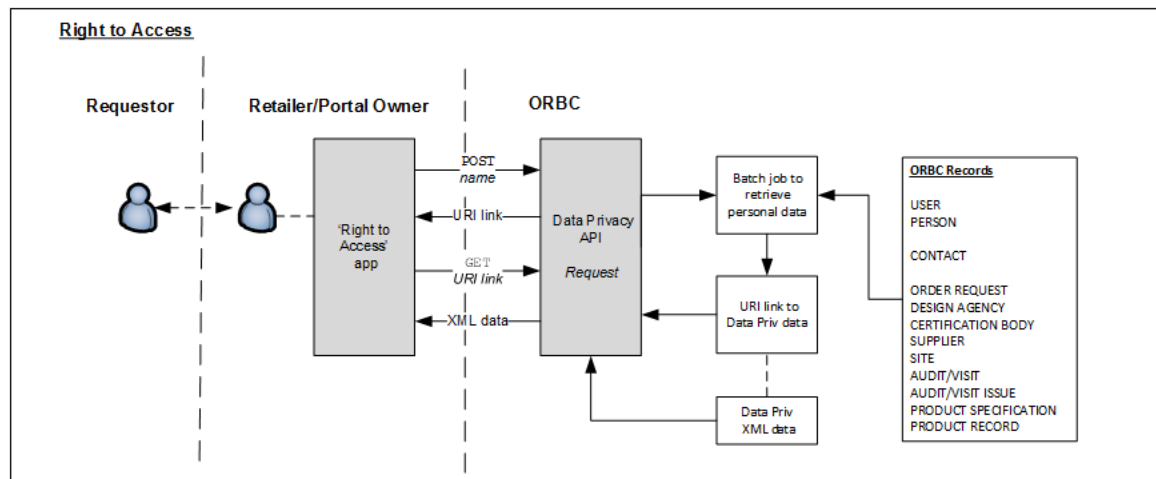 Right to Access
Requestor
Retailer/Portal Owner
ORBC
'Right to
Access'
app
POST
name
URI link
GET
URI link
XML data
Data Privacy
API
Request
Batch job to
retrieve
personal data
URI link to
Data Priv data
Data Priv
XML data
ORBC Records
USER
PERSON
CONTACT
ORDER REQUEST
DESIGN AGENCY
CERTIFICATION BODY
SUPPLIER
SITE
AUDIT/VISIT
AUDIT/VISIT ISSUE
PRODUCT SPECIFICATION
PRODUCT RECORD